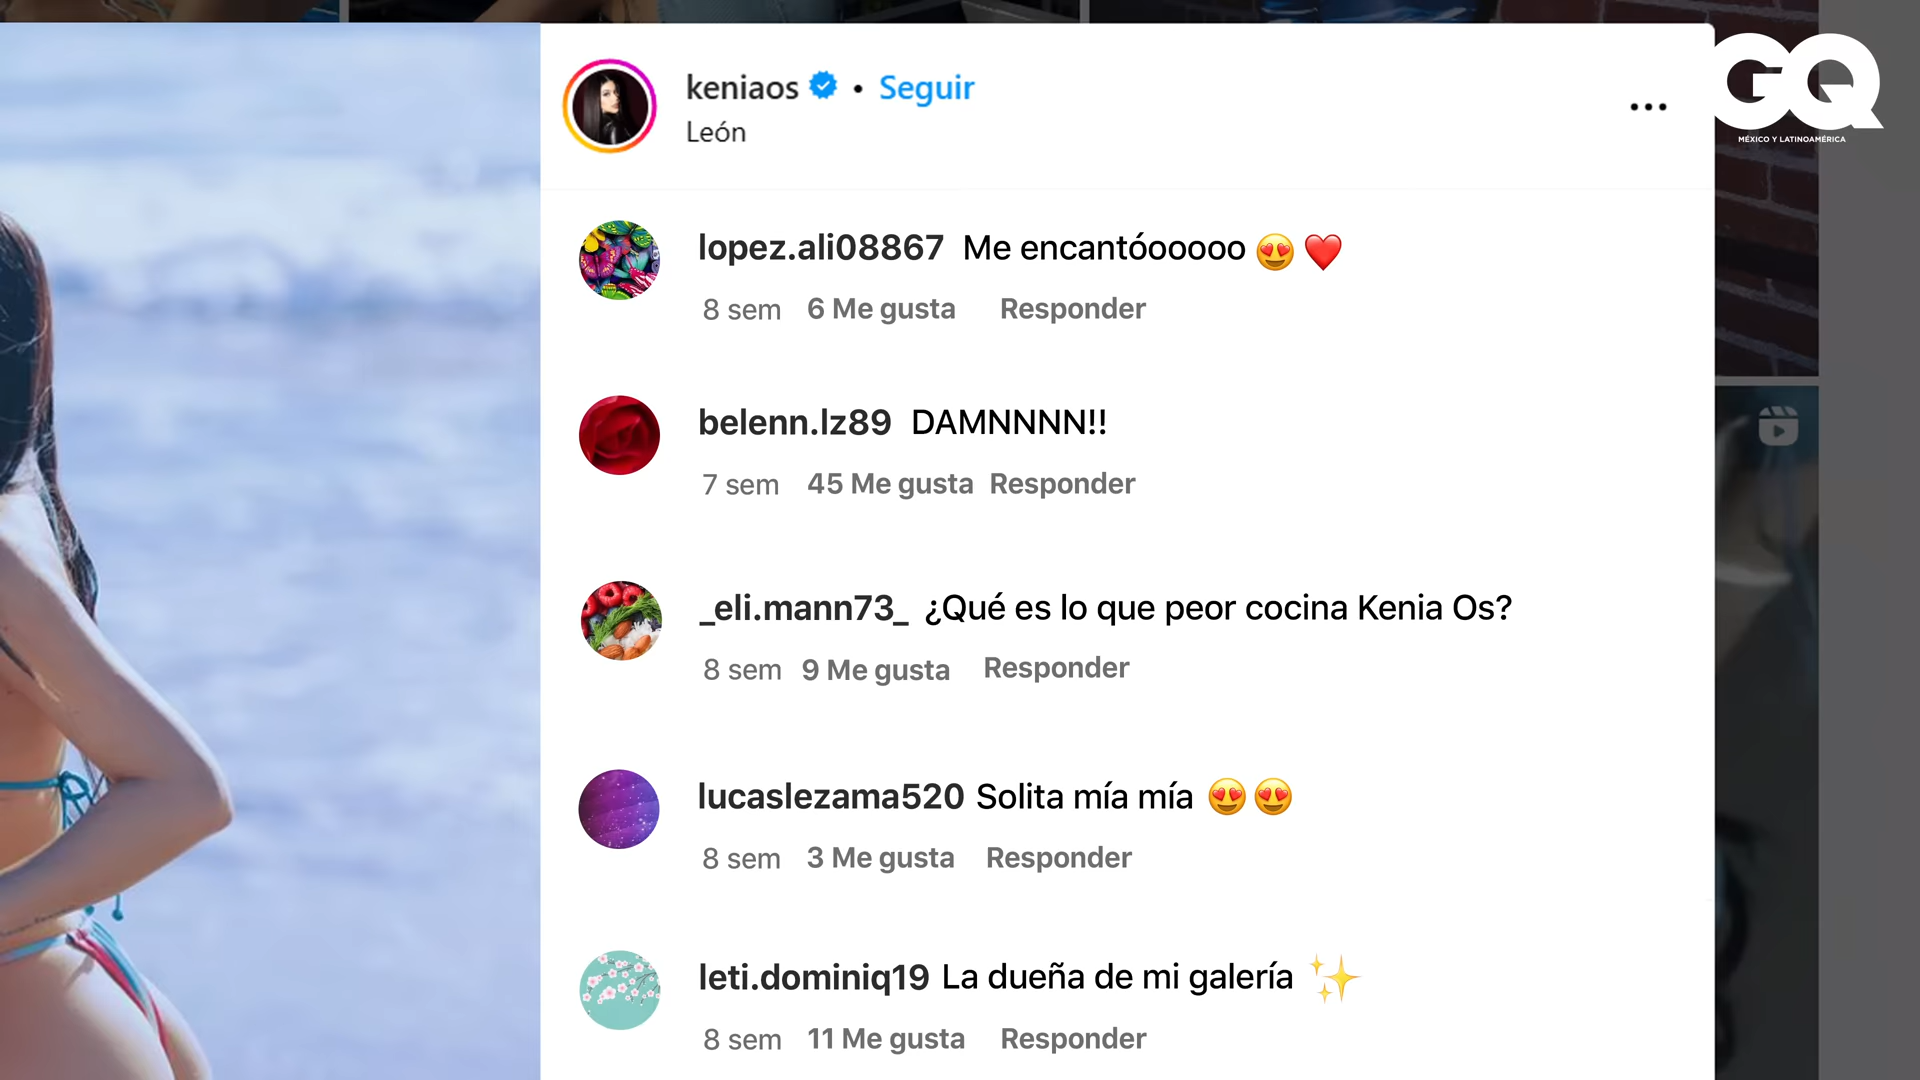 keniaos • Seguir
León
GQ
MÉXICO Y LATINOAMÉRICA
lopez.ali08867 Me encantóooooo 😍 ❤️
8 sem 6 Me gusta Responder
belenn.lz89 DAMNNNN!!
7 sem 45 Me gusta Responder
_eli.mann73_ ¿Qué es lo que peor cocina Kenia Os?
8 sem 9 Me gusta Responder
lucaslezama520 Solita mía mía 😍😍
8 sem 3 Me gusta Responder
leti.dominiq19 La dueña de mi galería ✨
8 sem 11 Me gusta Responder